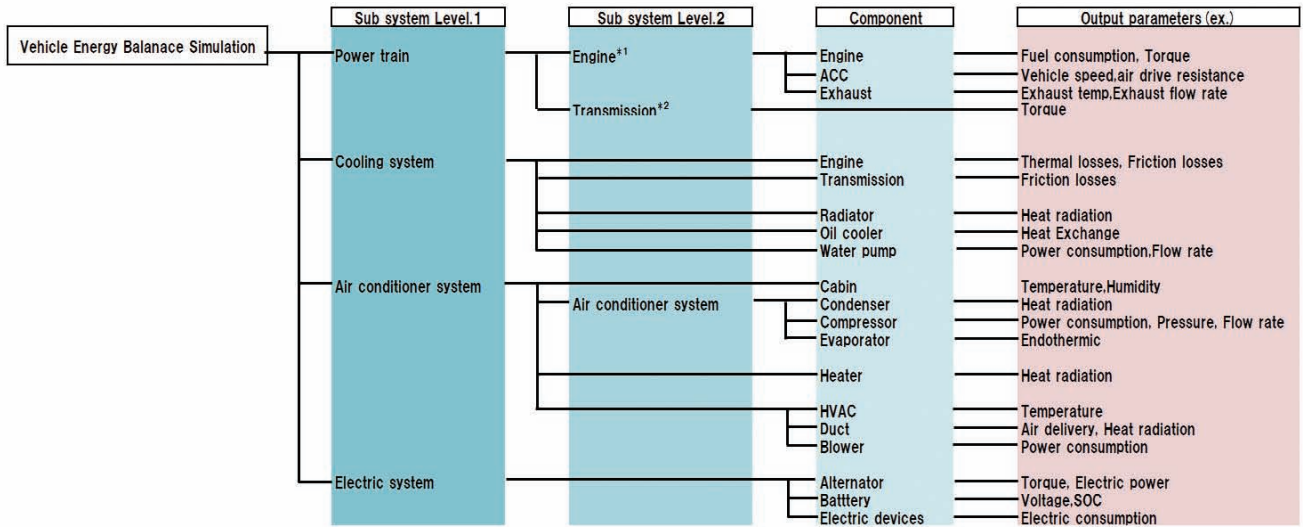 Sub system Level.1 Sub system Level.2 Component Output parameters (ex.)
Vehicle Energy Balanace Simulation
Power train Engine*1 Engine Fuel consumption, Torque
ACC Vehicle speed,air drive resistance
Exhaust Exhaust temp,Exhaust flow rate
Transmission*2 Torque
Cooling system Engine Thermal losses, Friction losses
Transmission Friction losses
Radiator Heat radiation
Oil cooler Heat Exchange
Water pump Power consumption,Flow rate
Air conditioner system Cabin Temperature,Humidity
Air conditioner system Condenser Heat radiation
Compressor Power consumption, Pressure, Flow rate
Evaporator Endothermic
Heater Heat radiation
HVAC Temperature
Duct Air delivery, Heat radiation
Blower Power consumption
Electric system Alternator Torque, Electric power
Batttery Voltage,SOC
Electric devices Electric consumption